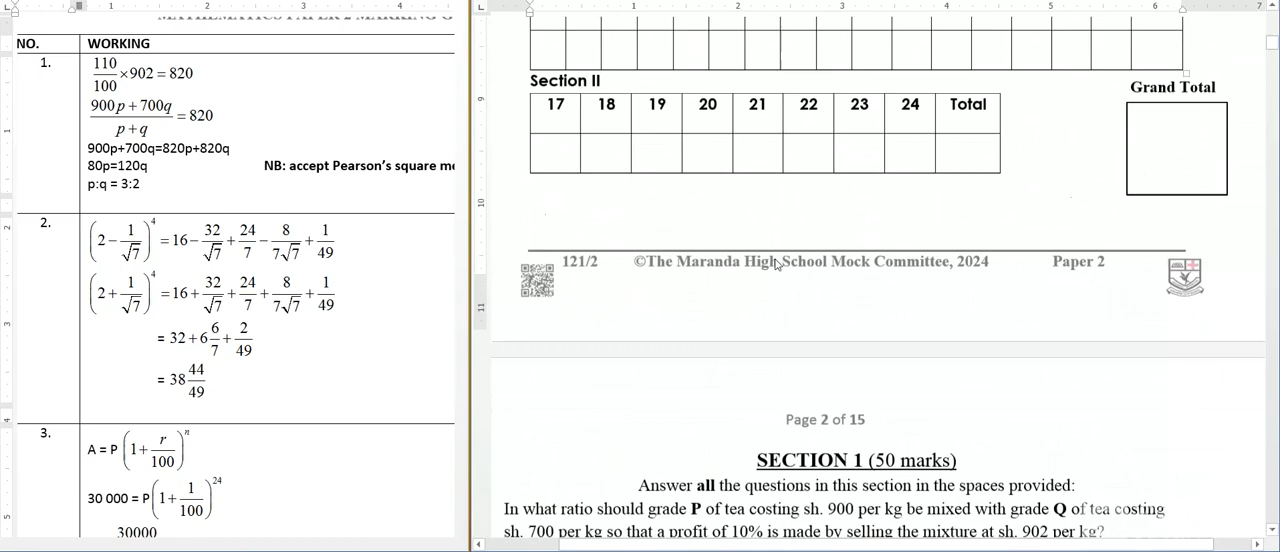 MATHEMATICS PAPER 2 MARKING G
NO. WORKING
1.
110/100 ×902 = 820
(900p + 700q)/(p + q) = 820
900p+700q=820p+820q
80p=120q NB: accept Pearson’s square me
p:q = 3:2
2.
(2 − 1/√7)⁴ = 16 − 32/√7 + 24/7 − 8/7√7 + 1/49
(2 + 1/√7)⁴ = 16 + 32/√7 + 24/7 + 8/7√7 + 1/49
= 32 + 6 6/7 + 2/49
= 38 44/49
3.
A = P (1 + r/100)ⁿ
30 000 = P (1 + 1/100)²⁴
30000
Section II
17 18 19 20 21 22 23 24 Total
Grand Total
121/2 ©The Maranda High School Mock Committee, 2024 Paper 2
Page 2 of 15
SECTION 1 (50 marks)
Answer all the questions in this section in the spaces provided:
In what ratio should grade P of tea costing sh. 900 per kg be mixed with grade Q of tea costing
sh. 700 per kg so that a profit of 10% is made by selling the mixture at sh. 902 per kg?